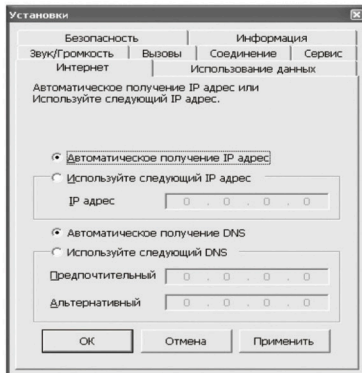 Установки
Безопасность Информация
Звук/Громкость Вызовы Соединение Сервис
Интернет Использование данных
Автоматическое получение IP адрес или
Используйте следующий IP адрес.
Автоматическое получение IP адрес
Используйте следующий IP адрес
IP адрес 0 . 0 . 0 . 0
Автоматическое получение DNS
Используйте следующий DNS
Предпочтительный 0 . 0 . 0 . 0
Альтернативный 0 . 0 . 0 . 0
ОК Отмена Применить